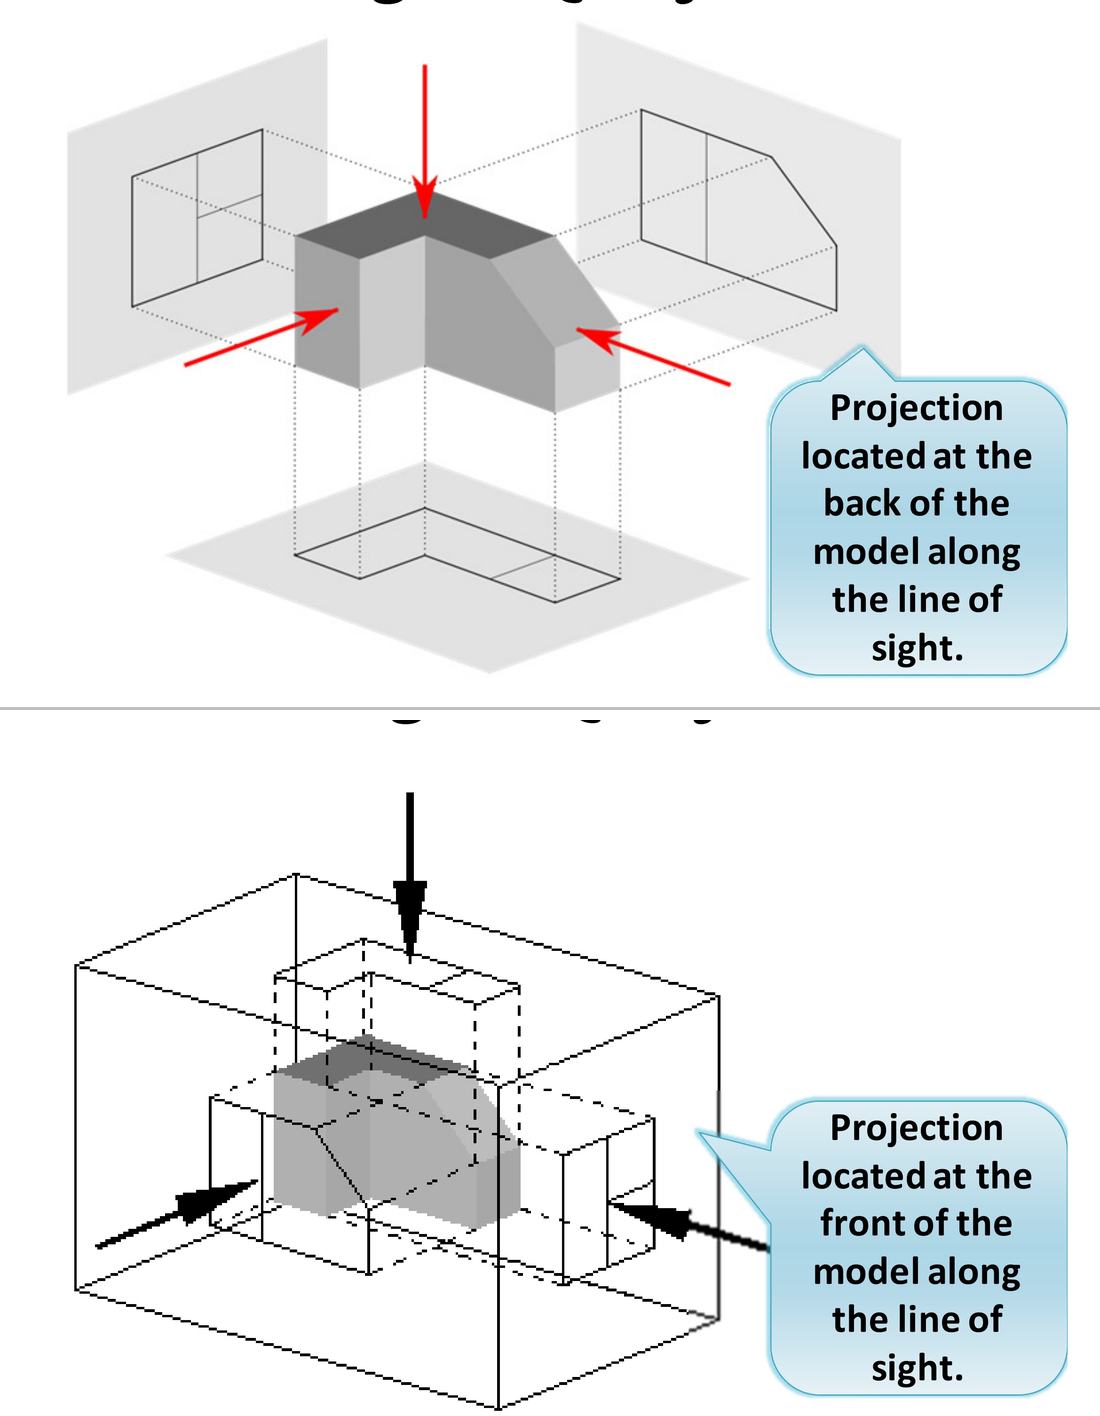 Projection
located at the
back of the
model along
the line of
sight.
Projection
located at the
front of the
model along
the line of
sight.